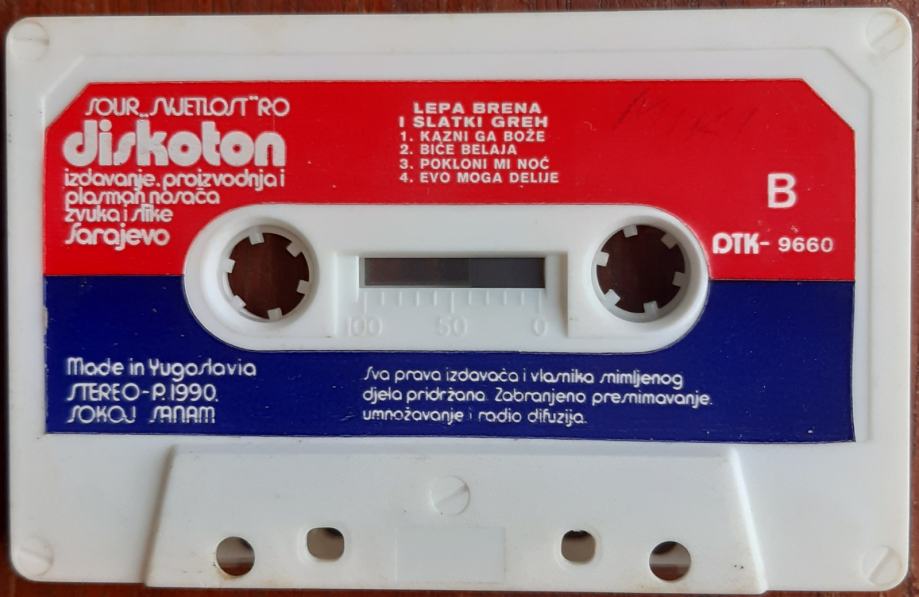 SOUR „SVJETLOST" RO
diskoton
izdavanje, proizvodnja i
plasman nosača
zvuka i slike
Sarajevo
LEPA BRENA
I SLATKI GREH
1. KAZNI GA BOŽE
2. BIĆE BELAJA
3. POKLONI MI NOĆ
4. EVO MOGA DELIJE
B
DTK- 9660
100 50 0
Made in Yugoslavia
STEREO-P.1990.
SOKOJ SANAM
Sva prava izdavača i vlasnika snimljenog
djela pridržana. Zabranjeno presnimavanje,
umnožavanje i radio difuzija.